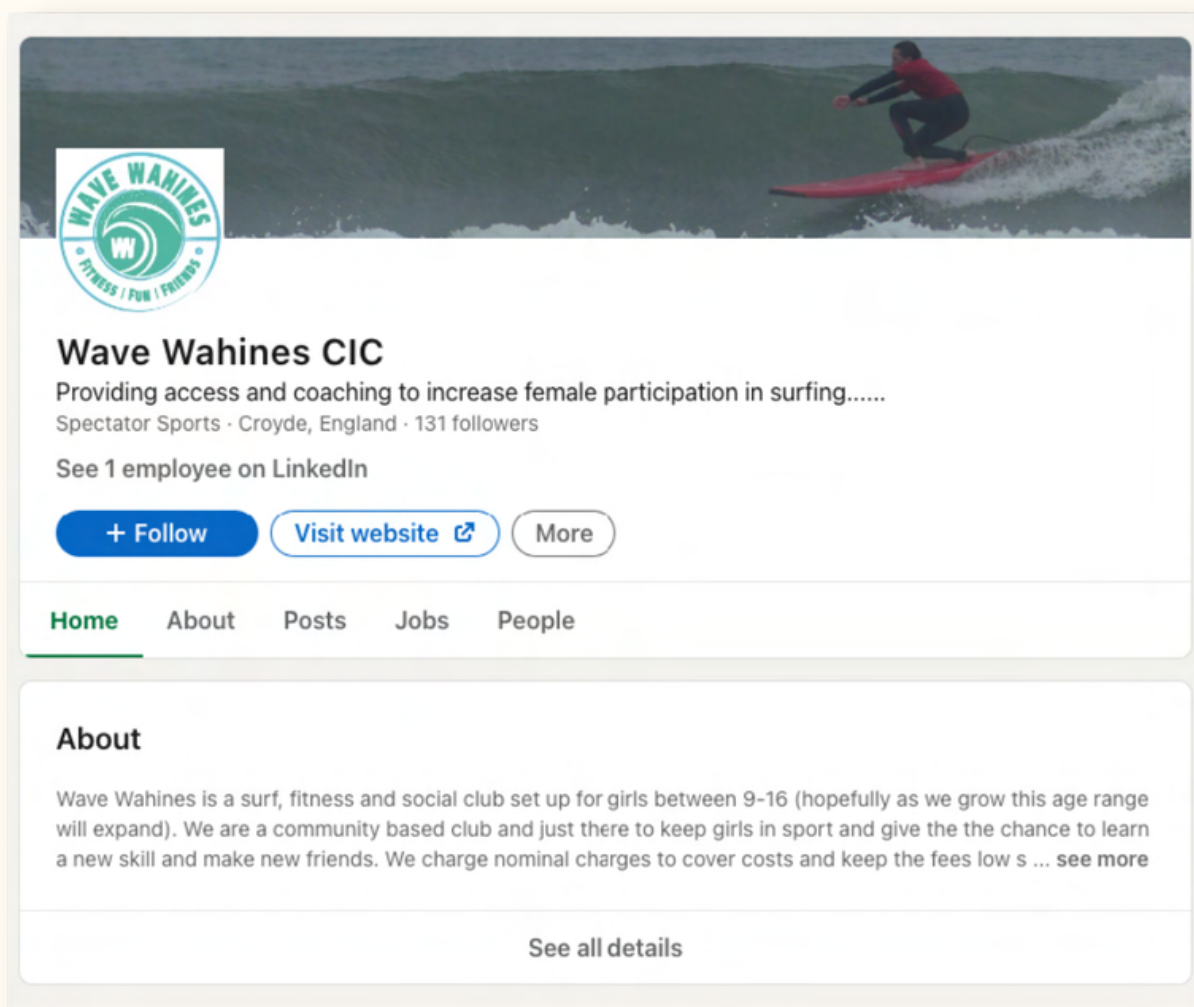 WAVE WAHINES
W
FITNESS | FUN | FRIENDS
Wave Wahines CIC
Providing access and coaching to increase female participation in surfing......
Spectator Sports · Croyde, England · 131 followers
See 1 employee on LinkedIn
+ Follow Visit website More
Home About Posts Jobs People
About
Wave Wahines is a surf, fitness and social club set up for girls between 9-16 (hopefully as we grow this age range
will expand). We are a community based club and just there to keep girls in sport and give the the chance to learn
a new skill and make new friends. We charge nominal charges to cover costs and keep the fees low s ... see more
See all details